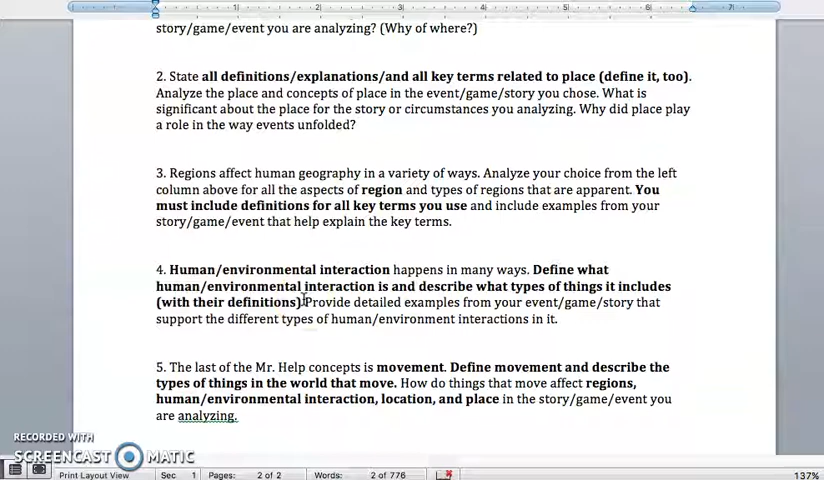 1 2 3 4 5 6 7
story/game/event you are analyzing? (Why of where?)
2. State all definitions/explanations/and all key terms related to place (define it, too).
Analyze the place and concepts of place in the event/game/story you chose. What is
significant about the place for the story or circumstances you analyzing. Why did place play
a role in the way events unfolded?
3. Regions affect human geography in a variety of ways. Analyze your choice from the left
column above for all the aspects of region and types of regions that are apparent. You
must include definitions for all key terms you use and include examples from your
story/game/event that help explain the key terms.
4. Human/environmental interaction happens in many ways. Define what
human/environmental interaction is and describe what types of things it includes
(with their definitions) Provide detailed examples from your event/game/story that
support the different types of human/environment interactions in it.
5. The last of the Mr. Help concepts is movement. Define movement and describe the
types of things in the world that move. How do things that move affect regions,
human/environmental interaction, location, and place in the story/game/event you
are analyzing.
RECORDED WITH
SCREENCAST MATIC
Print Layout View Sec 1 Pages: 2 of 2 Words: 2 of 776 137%